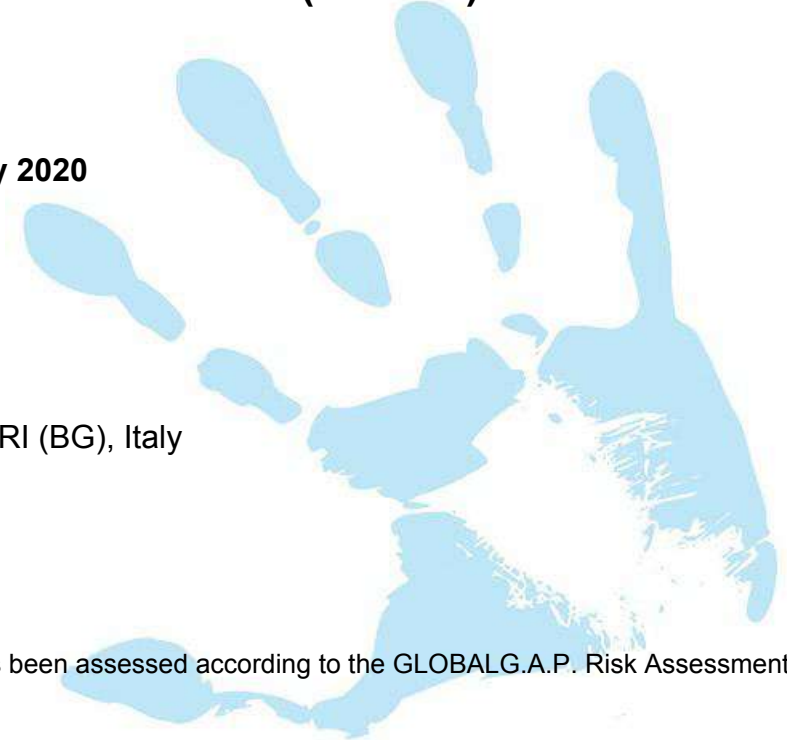 y 2020
RI (BG), Italy
been assessed according to the GLOBALG.A.P. Risk Assessment